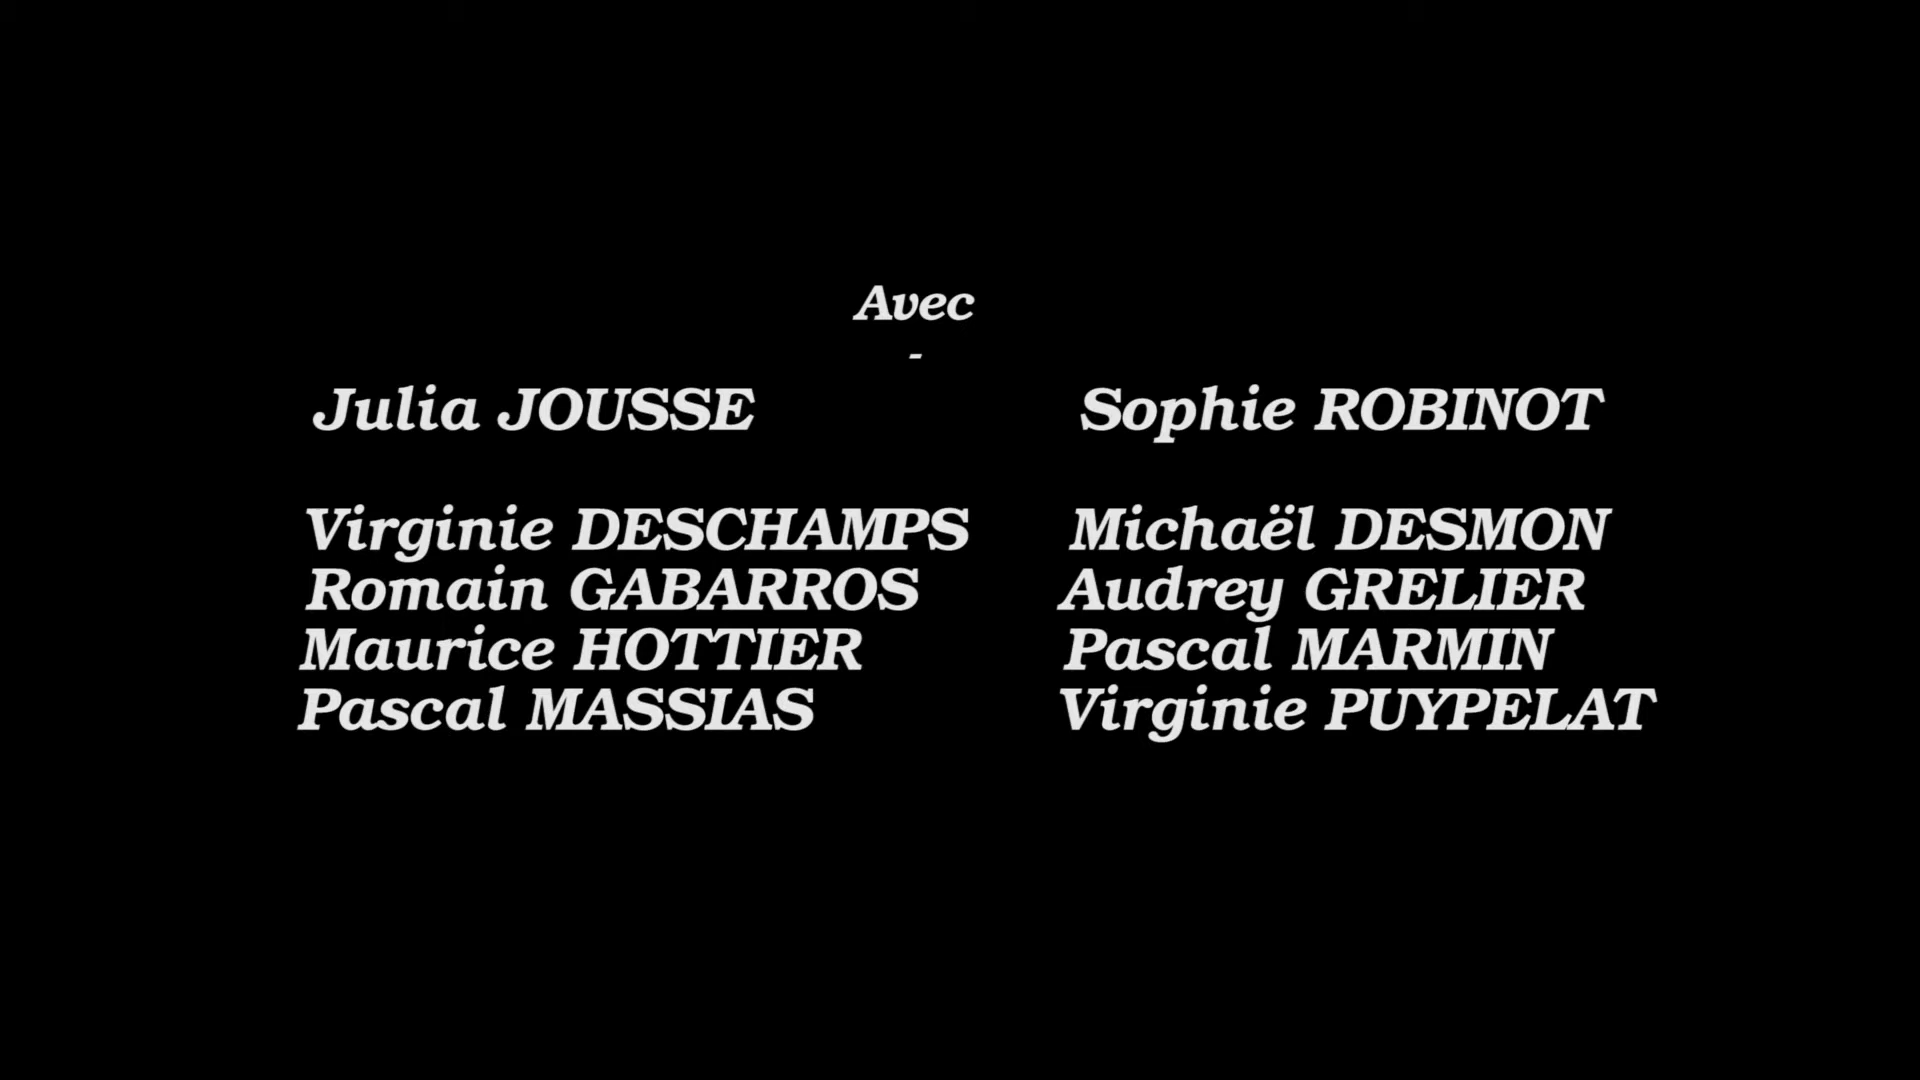 Avec
-
Julia JOUSSE Sophie ROBINOT
Virginie DESCHAMPS Michaël DESMON
Romain GABARROS Audrey GRELIER
Maurice HOTTIER Pascal MARMIN
Pascal MASSIAS Virginie PUYPELAT